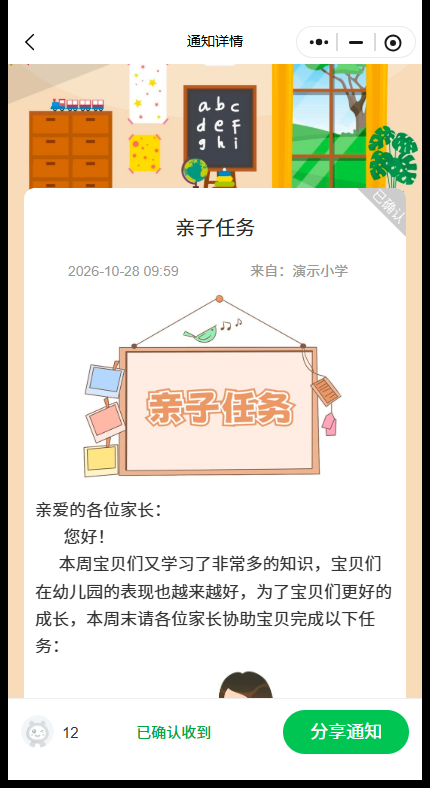 通知详情
a b c
d e f
g h i
已确认
亲子任务
2026-10-28 09:59
来自：演示小学
亲子任务
亲爱的各位家长：
您好！
本周宝贝们又学习了非常多的知识，宝贝们
在幼儿园的表现也越来越好，为了宝贝们更好的
成长，本周末请各位家长协助宝贝完成以下任
务：
12
已确认收到
分享通知